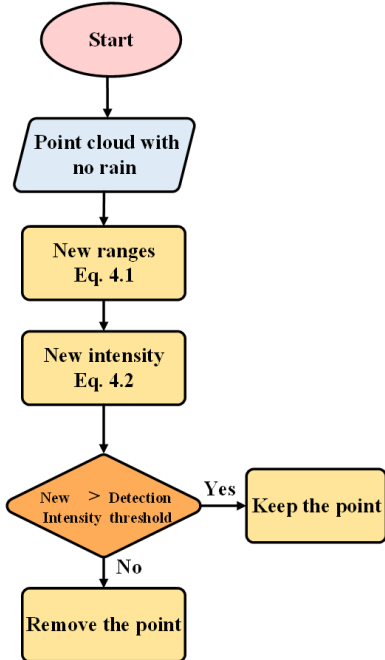 Start
Point cloud with
no rain
New ranges
Eq. 4.1
New intensity
Eq. 4.2
New > Detection
Intensity threshold
Yes
Keep the point
No
Remove the point